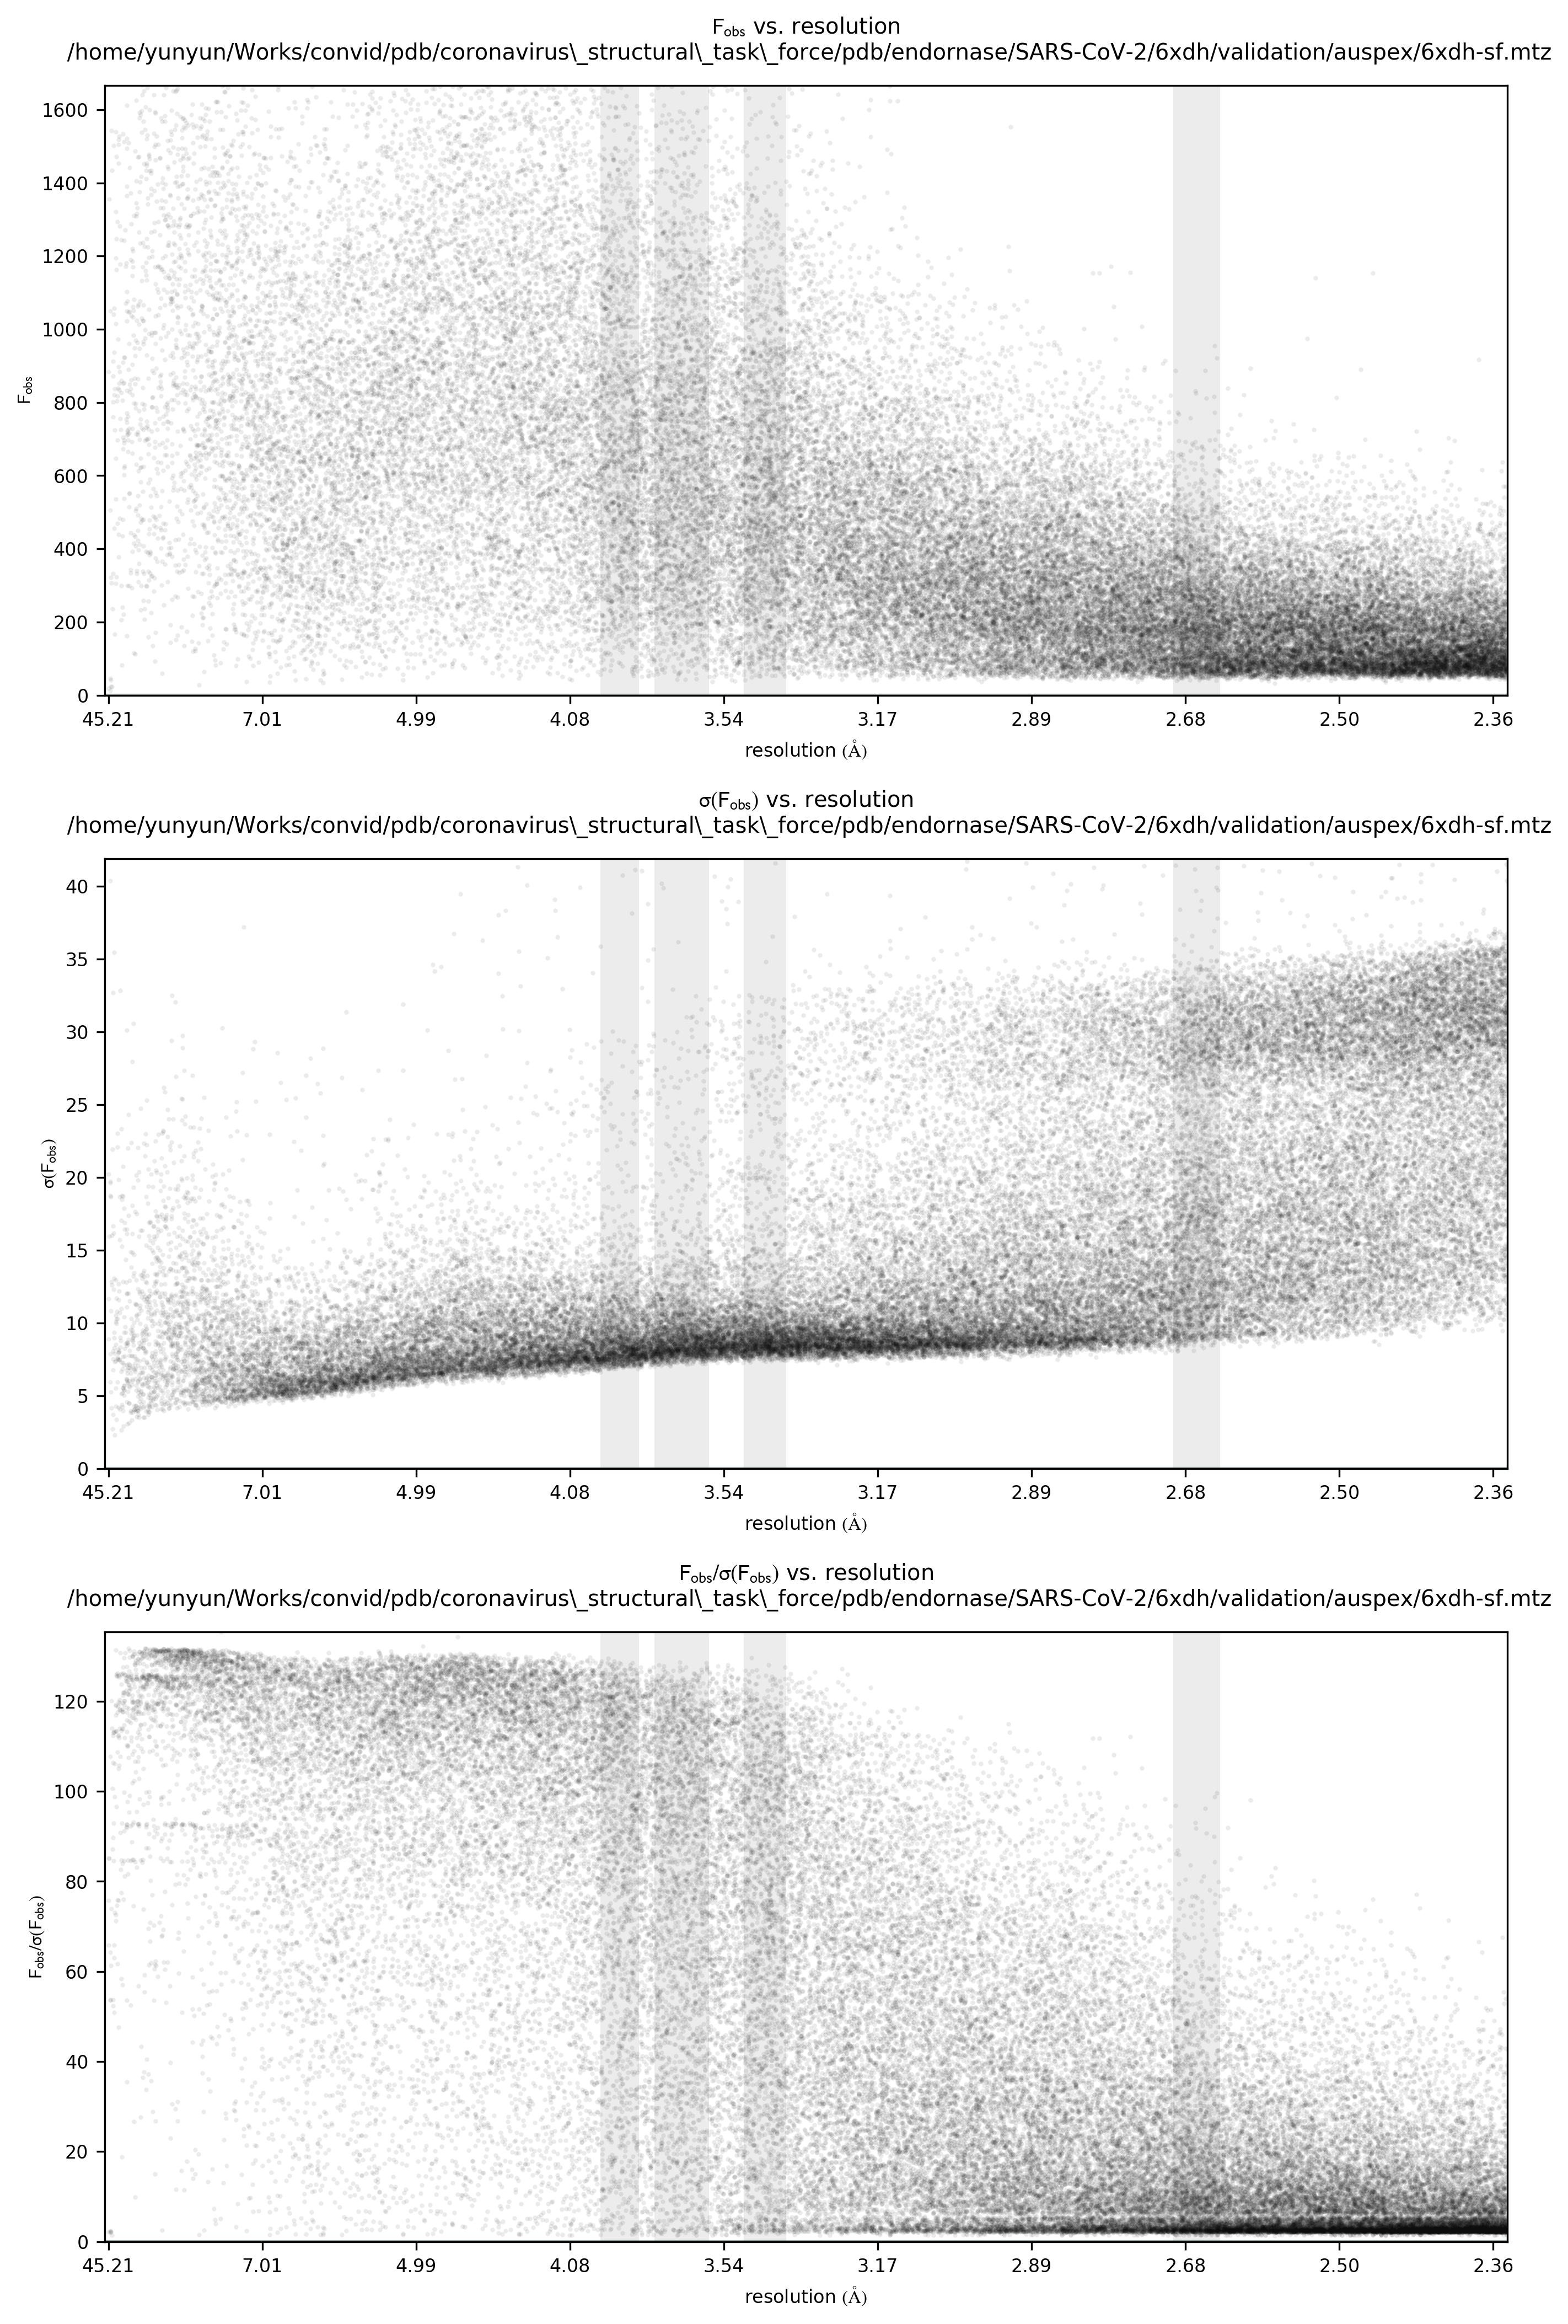 Fobs vs. resolution
/home/yunyun/Works/convid/pdb/coronavirus\_structural\_task\_force/pdb/endornase/SARS-CoV-2/6xdh/validation/auspex/6xdh-sf.mtz
1600
1400
1200
1000
800
600
400
200
0
Fobs
45.21 7.01 4.99 4.08 3.54 3.17 2.89 2.68 2.50 2.36
resolution (Å)
σ(Fobs) vs. resolution
/home/yunyun/Works/convid/pdb/coronavirus\_structural\_task\_force/pdb/endornase/SARS-CoV-2/6xdh/validation/auspex/6xdh-sf.mtz
40
35
30
25
20
15
10
5
0
σ(Fobs)
45.21 7.01 4.99 4.08 3.54 3.17 2.89 2.68 2.50 2.36
resolution (Å)
Fobs/σ(Fobs) vs. resolution
/home/yunyun/Works/convid/pdb/coronavirus\_structural\_task\_force/pdb/endornase/SARS-CoV-2/6xdh/validation/auspex/6xdh-sf.mtz
120
100
80
60
40
20
0
Fobs/σ(Fobs)
45.21 7.01 4.99 4.08 3.54 3.17 2.89 2.68 2.50 2.36
resolution (Å)